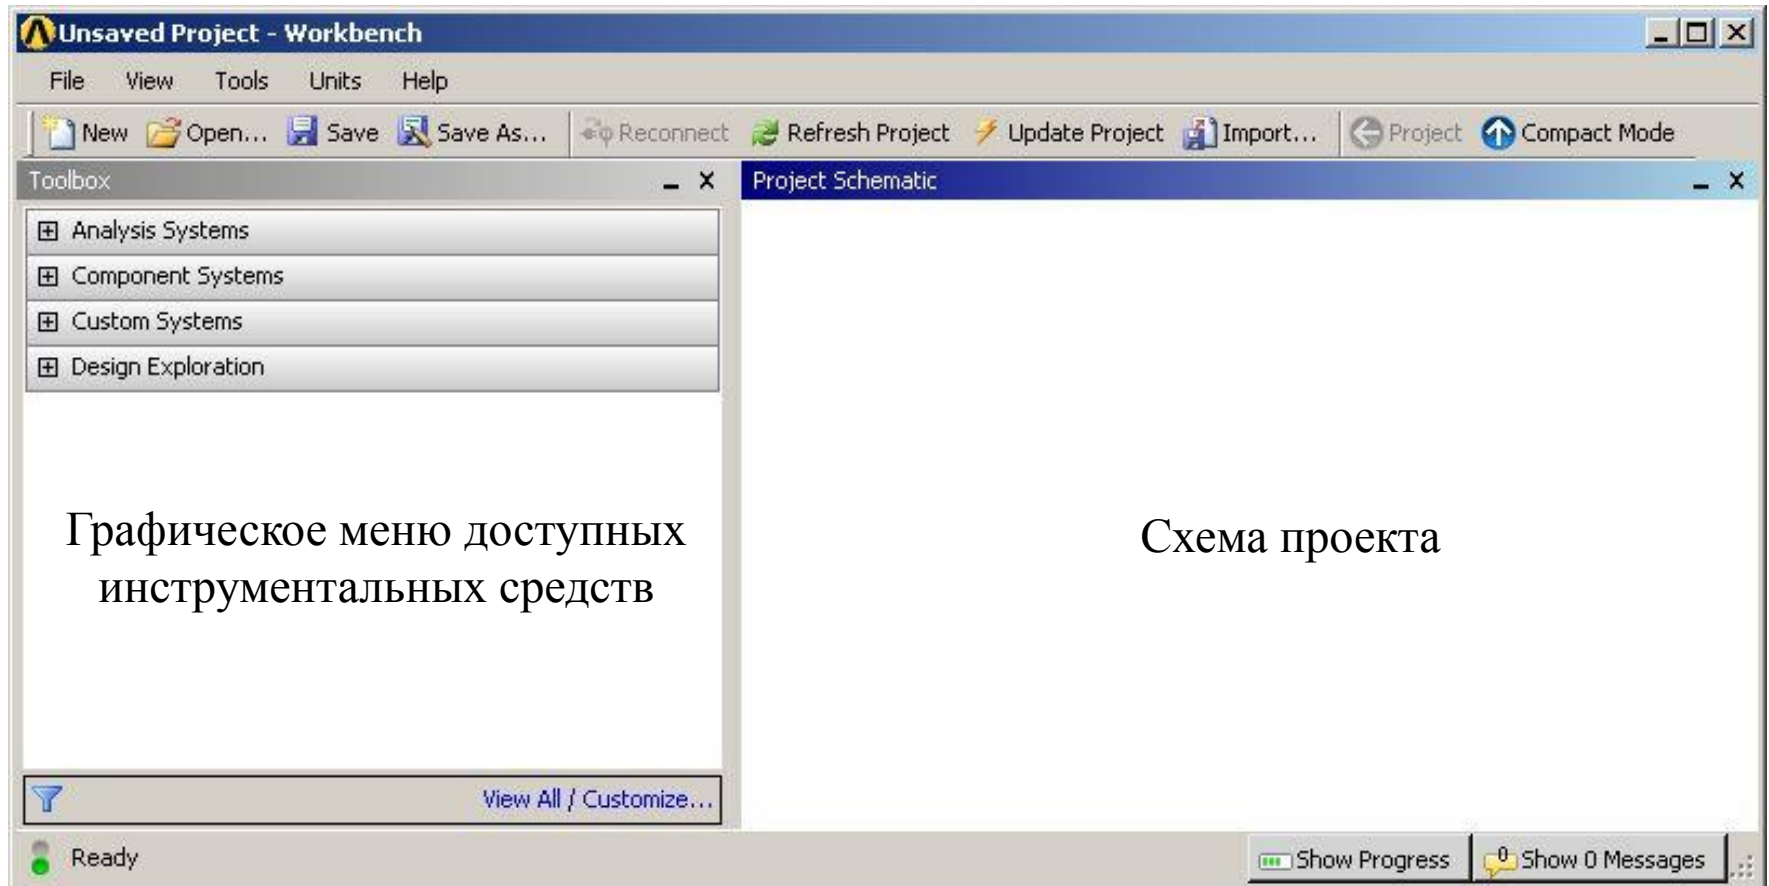 Unsaved Project - Workbench
File View Tools Units Help
New Open... Save Save As... Reconnect Refresh Project Update Project Import... Project Compact Mode
Toolbox
Project Schematic
Analysis Systems
Component Systems
Custom Systems
Design Exploration
Графическое меню доступных
инструментальных средств
Схема проекта
View All / Customize...
Ready
Show Progress
0
Show 0 Messages